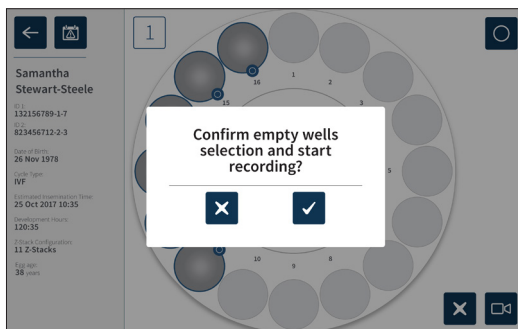 1
Samantha
Stewart-Steele
ID 1:
132156789-1-7
ID 2:
823456712-2-3
Date of Birth:
26 Nov 1978
Cycle Type:
IVF
Estimated Insemination Time:
25 Oct 2017 10:35
Development Hours:
120:35
Z-Stack Configuration:
11 Z-Stacks
Egg age:
38 years
16
1
2
15
3
5
10
9
8
Confirm empty wells
selection and start
recording?